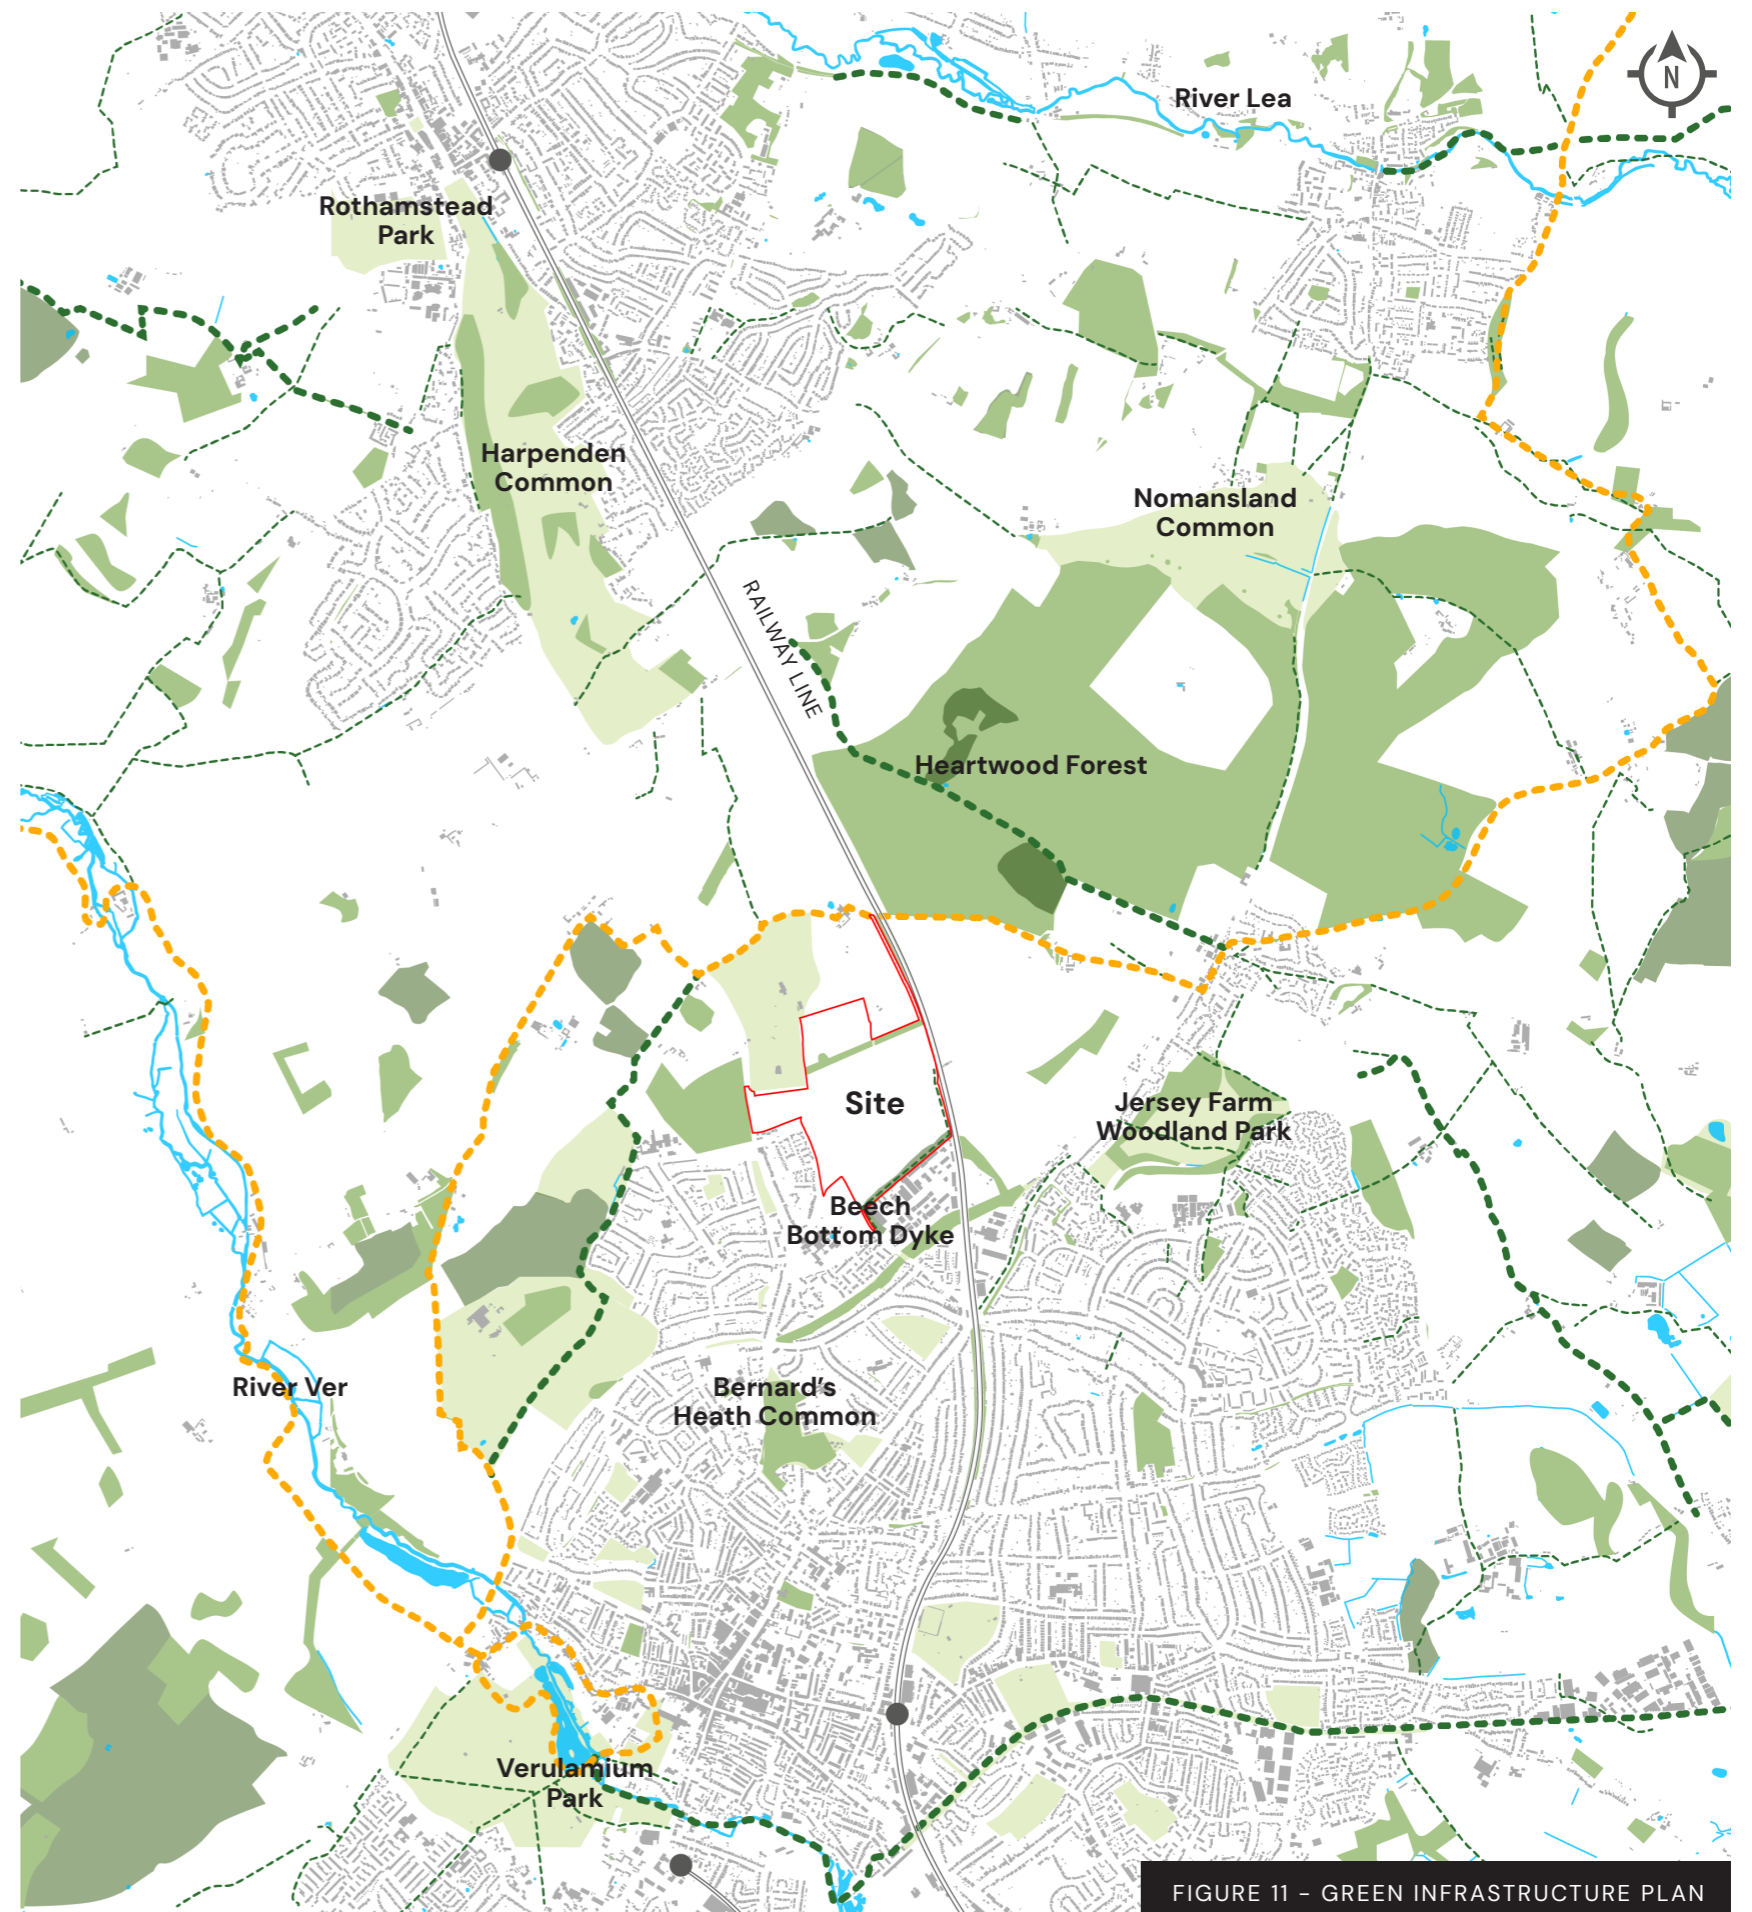 N
River Lea
Rothamstead
Park
Harpenden
Common
Nomansland
Common
RAILWAY LINE
Heartwood Forest
Site
Jersey Farm
Woodland Park
Beech
Bottom Dyke
River Ver
Bernard's
Heath Common
Verulamium
Park
FIGURE 11 – GREEN INFRASTRUCTURE PLAN